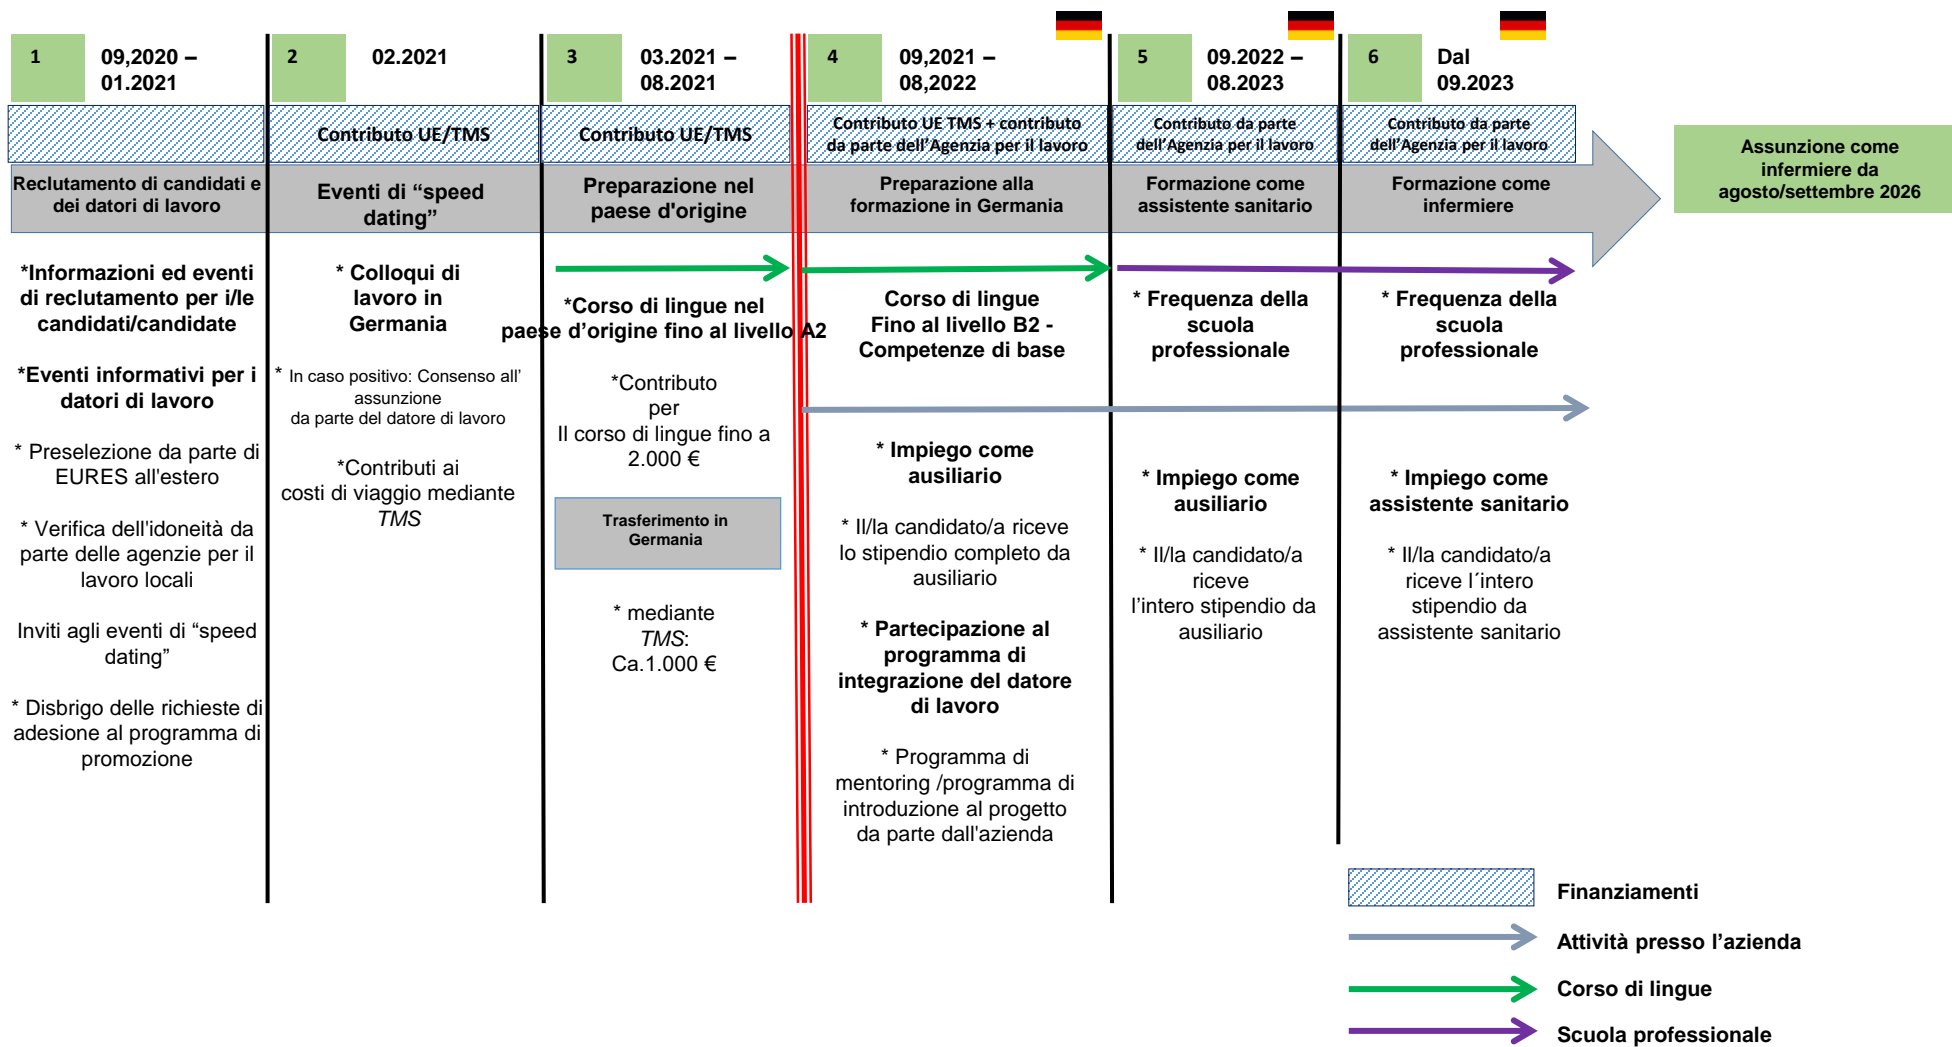 1
09,2020 –
01.2021
2
02.2021
3
03.2021 –
08.2021
4
09,2021 –
08,2022
5
09.2022 –
08.2023
6
Dal
09.2023
Contributo UE/TMS
Contributo UE/TMS
Contributo UE TMS + contributo
da parte dell'Agenzia per il lavoro
Contributo da parte
dell'Agenzia per il lavoro
Contributo da parte
dell'Agenzia per il lavoro
Reclutamento di candidati e
dei datori di lavoro
Eventi di “speed
dating”
Preparazione nel
paese d'origine
Preparazione alla
formazione in Germania
Formazione come
assistente sanitario
Formazione come
infermiere
Assunzione come
infermiere da
agosto/settembre 2026
*Informazioni ed eventi
di reclutamento per i/le
candidati/candidate
*Eventi informativi per i
datori di lavoro
* Preselezione da parte di
EURES all'estero
* Verifica dell'idoneità da
parte delle agenzie per il
lavoro locali
Inviti agli eventi di “speed
dating”
* Disbrigo delle richieste di
adesione al programma di
promozione
* Colloqui di
lavoro in
Germania
* In caso positivo: Consenso all’
assunzione
da parte del datore di lavoro
*Contributi ai
costi di viaggio mediante
TMS
*Corso di lingue nel
paese d’origine fino al livello A2
*Contributo
per
Il corso di lingue fino a
2.000 €
Trasferimento in
Germania
* mediante
TMS:
Ca.1.000 €
Corso di lingue
Fino al livello B2 -
Competenze di base
* Impiego come
ausiliario
* Il/la candidato/a riceve
lo stipendio completo da
ausiliario
* Partecipazione al
programma di
integrazione del datore
di lavoro
* Programma di
mentoring /programma di
introduzione al progetto
da parte dall'azienda
* Frequenza della
scuola
professionale
* Impiego come
ausiliario
* Il/la candidato/a
riceve
l’intero stipendio da
ausiliario
* Frequenza della
scuola
professionale
* Impiego come
assistente sanitario
* Il/la candidato/a
riceve l´intero
stipendio da
assistente sanitario
Finanziamenti
Attività presso l’azienda
Corso di lingue
Scuola professionale